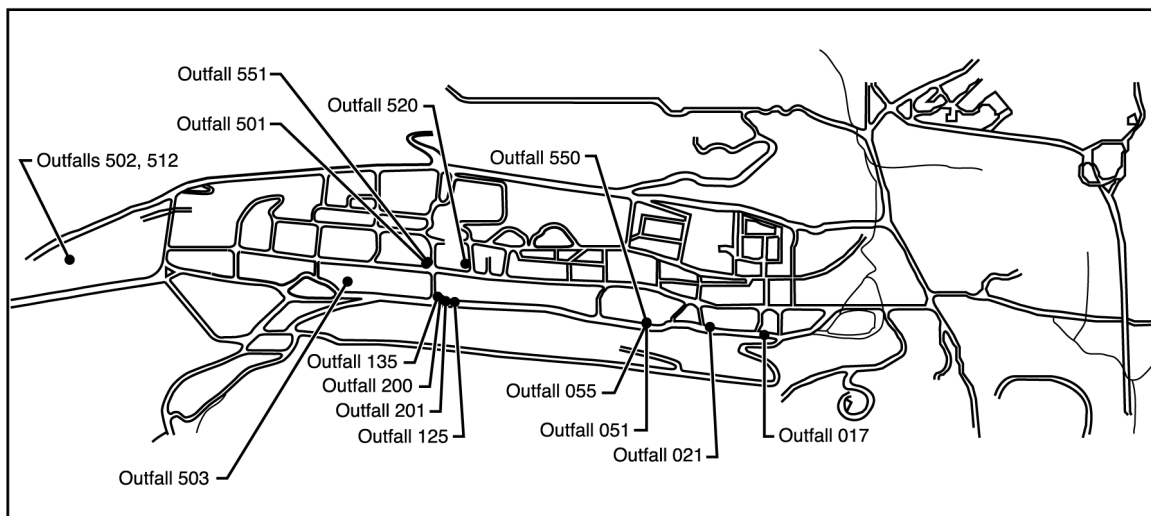 Outfall 551
Outfall 520
Outfall 501
Outfalls 502, 512
Outfall 550
Outfall 135
Outfall 200
Outfall 201
Outfall 125
Outfall 055
Outfall 051
Outfall 021
Outfall 017
Outfall 503